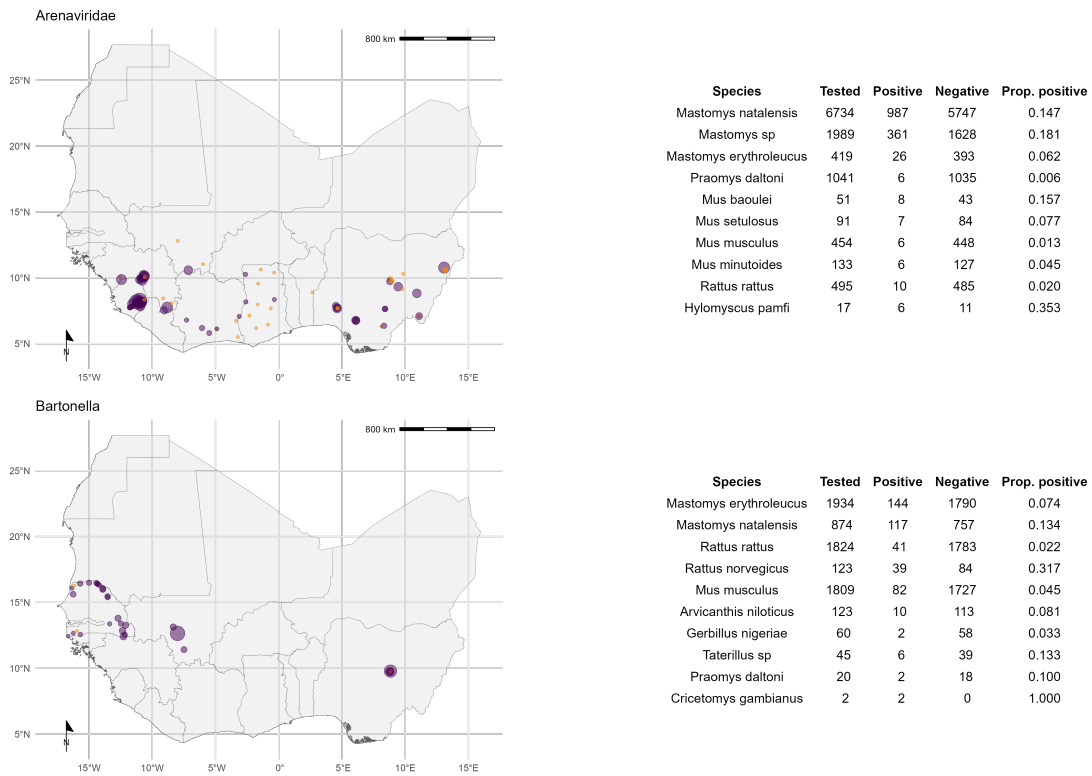 Arenaviridae
800 km
25°N
20°N
15°N
10°N
5°N
N
15°W 10°W 5°W 0° 5°E 10°E 15°E
Species Tested Positive Negative Prop. positive
Mastomys natalensis 6734 987 5747 0.147
Mastomys sp 1989 361 1628 0.181
Mastomys erythroleucus 419 26 393 0.062
Praomys daltoni 1041 6 1035 0.006
Mus baoulei 51 8 43 0.157
Mus setulosus 91 7 84 0.077
Mus musculus 454 6 448 0.013
Mus minutoides 133 6 127 0.045
Rattus rattus 495 10 485 0.020
Hylomyscus pamfi 17 6 11 0.353
Bartonella
800 km
25°N
20°N
15°N
10°N
5°N
N
15°W 10°W 5°W 0° 5°E 10°E 15°E
Species Tested Positive Negative Prop. positive
Mastomys erythroleucus 1934 144 1790 0.074
Mastomys natalensis 874 117 757 0.134
Rattus rattus 1824 41 1783 0.022
Rattus norvegicus 123 39 84 0.317
Mus musculus 1809 82 1727 0.045
Arvicanthis niloticus 123 10 113 0.081
Gerbillus nigeriae 60 2 58 0.033
Taterillus sp 45 6 39 0.133
Praomys daltoni 20 2 18 0.100
Cricetomys gambianus 2 2 0 1.000